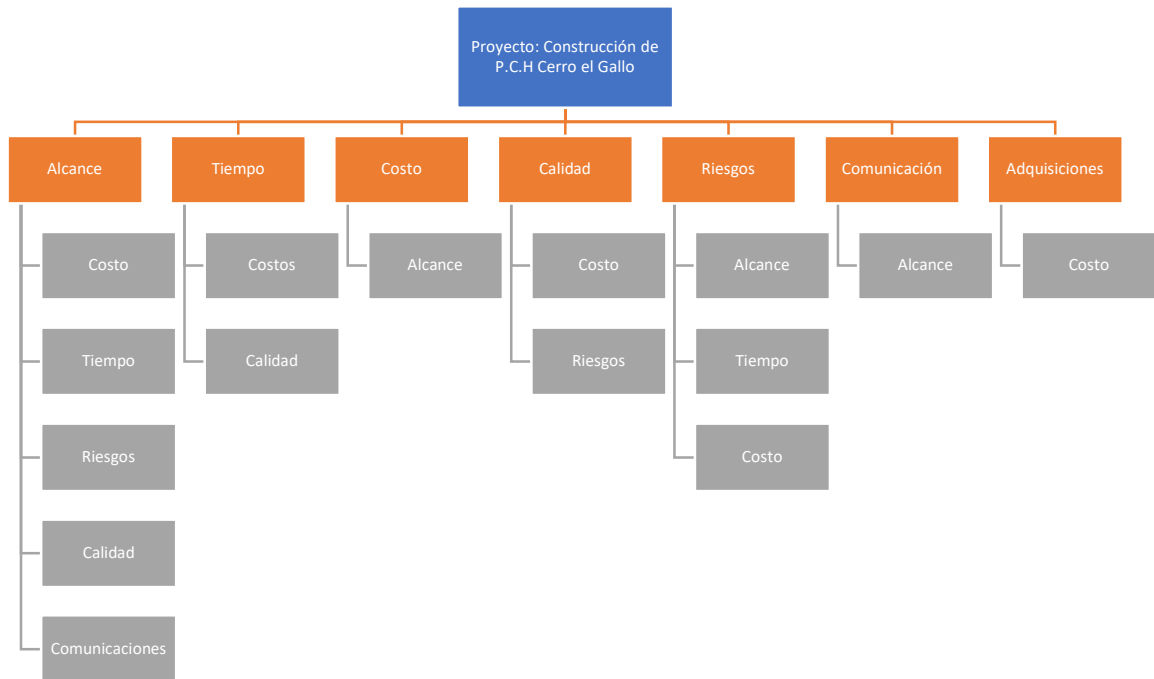 Proyecto: Construcción de
P.C.H Cerro el Gallo
Alcance
Tiempo
Costo
Calidad
Riesgos
Comunicación
Adquisiciones
Costo
Costos
Alcance
Costo
Alcance
Alcance
Costo
Tiempo
Calidad
Riesgos
Tiempo
Riesgos
Costo
Calidad
Comunicaciones